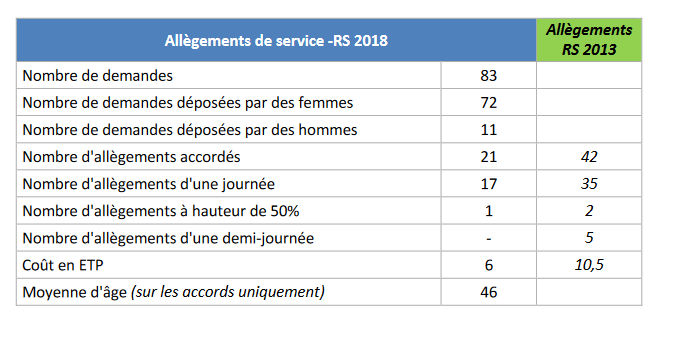 Allègements de service -RS 2018
Allègements
RS 2013
Nombre de demandes 83
Nombre de demandes déposées par des femmes 72
Nombre de demandes déposées par des hommes 11
Nombre d'allègements accordés 21 42
Nombre d'allègements d'une journée 17 35
Nombre d'allègements à hauteur de 50% 1 2
Nombre d'allègements d'une demi-journée - 5
Coût en ETP 6 10,5
Moyenne d'âge (sur les accords uniquement) 46